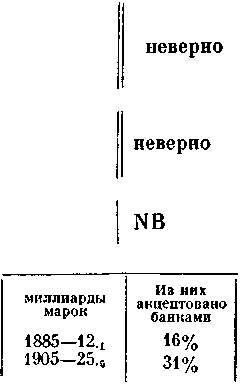 неверно
неверно
NB
миллиарды марок
Из них акцептовано банками
1885—12,1 16%
1905—25,5 31%